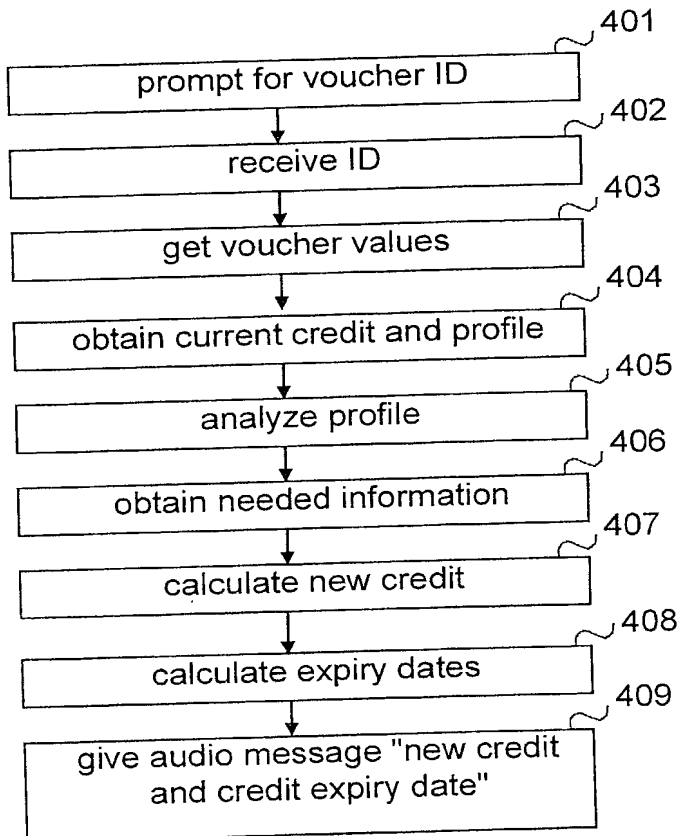 401
prompt for voucher ID
402
receive ID
403
get voucher values
404
obtain current credit and profile
405
analyze profile
406
obtain needed information
407
calculate new credit
408
calculate expiry dates
409
give audio message "new credit
and credit expiry date"